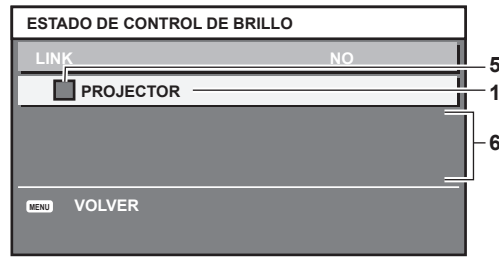 ESTADO DE CONTROL DE BRILLO
LINK NO
5
PROJECTOR 1
6
MENU VOLVER